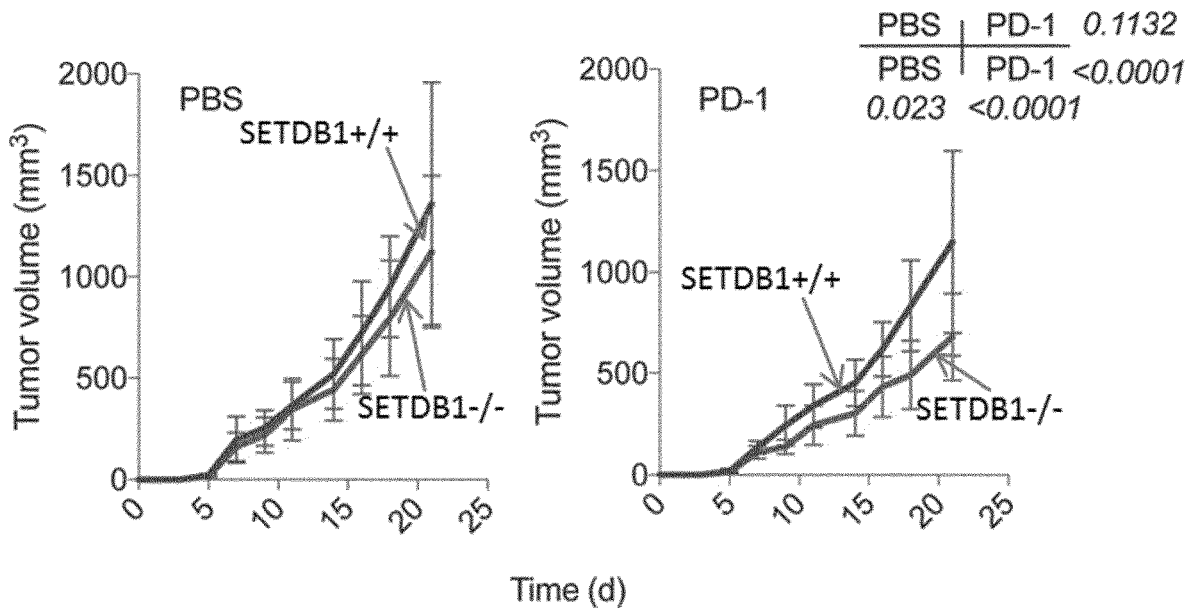 PBS PD-1 0.1132
PBS PD-1 <0.0001
0.023 <0.0001
Tumor volume (mm³)
2000
1500
1000
500
0
PBS
SETDB1+/+
SETDB1-/-
0 5 10 15 20 25
Tumor volume (mm³)
2000
1500
1000
500
0
PD-1
SETDB1+/+
SETDB1-/-
0 5 10 15 20 25
Time (d)